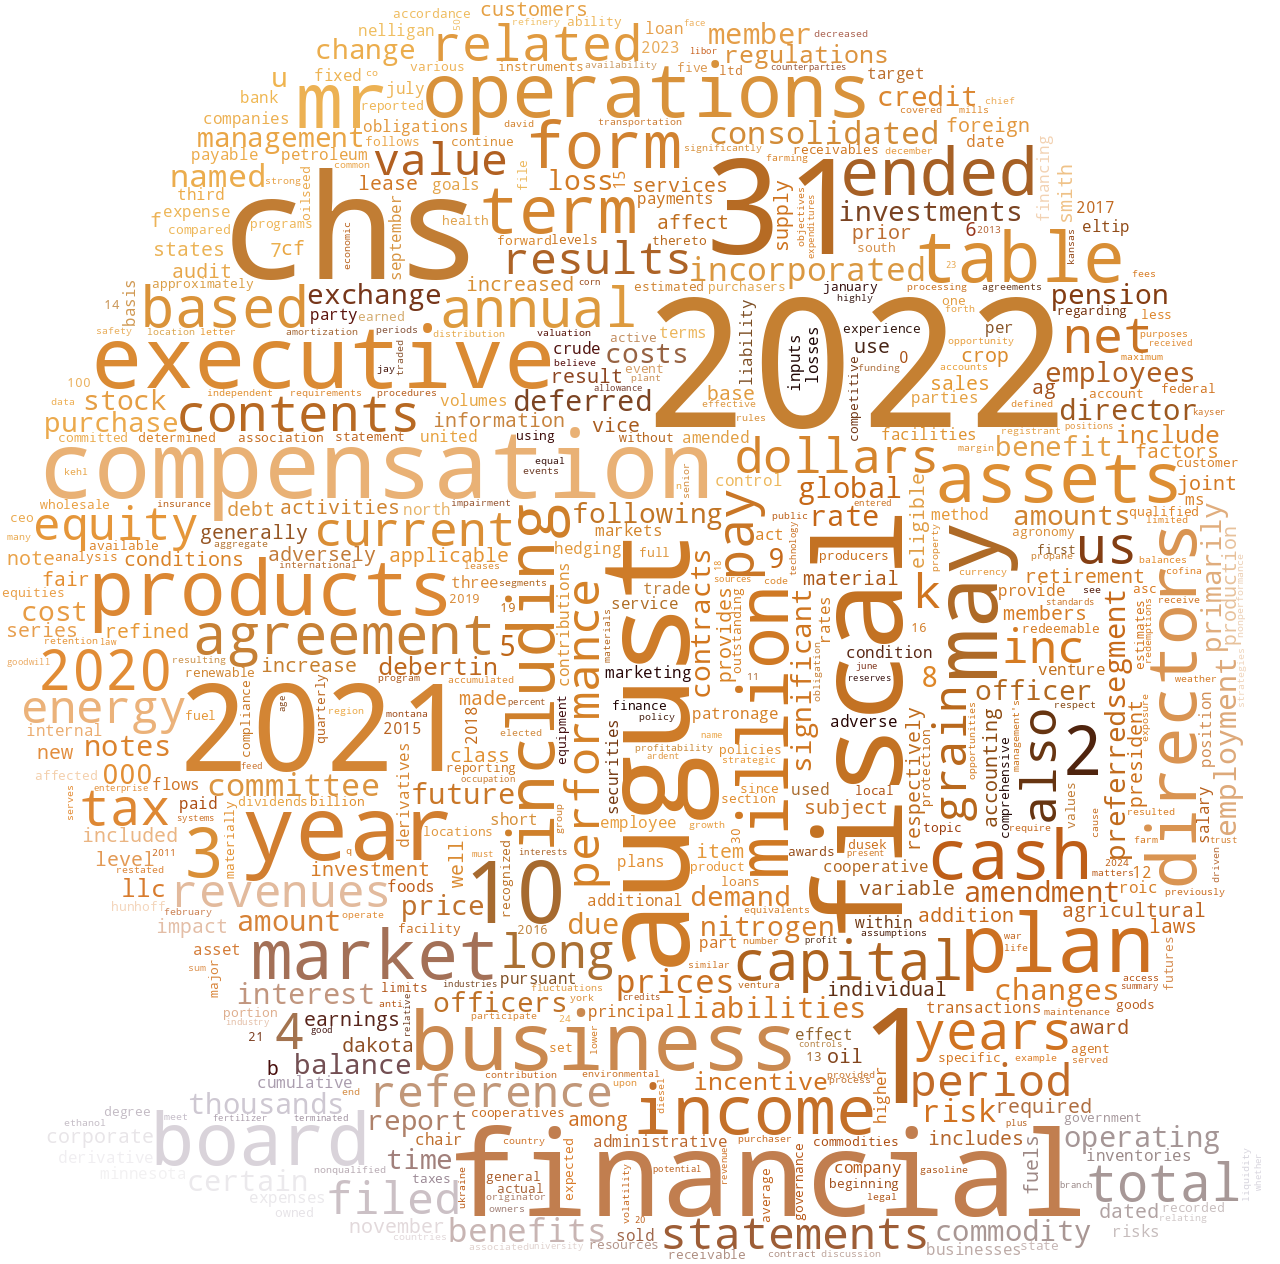 accordance customers
nelligan refinery ability
50 face
change related loan 2023 member decreased
libor regulations
u fixed co various instruments availability five ltd counterparties target
bank july mr operations credit chief
companies reported david transportation covered mills
obligations form consolidated foreign
management follows continue significantly receivables december date
payable petroleum value farming financing
named strong common loss 15 services 31 ended smith
third oilseed lease goals file payments supply objectives expenditures investments 2017
f expense programs health affect prior 6 2013 eltip
compared chs term thereto south kansas
states 7 cf economic september forward levels results incorporated table fees
audit approximately increased corn estimated purchasers january highly processing 23 agreements
14 basis based exchange annual 2022 one forth pension less
party earned terms experience per regarding
safety location letter amortization periods distribution valuation active liability inputs losses opportunity purposes received
executive traded jay crude costs event use net maximum
100 believe result plant 0 crop accounts employees
data independent requirements procedures allowance base funding ag federal
stock contents volumes deferred effective rules competitive sales defined account director kayser
purchase information vice parties registrant positions
committed determined association statement united using without amended facilities margin benefit include factors
kehl compensation equal events senior control dollars assets customer
wholesale insurance impairment n global joint
ceo equity debt activities north following pay public entered eligible method amounts qualified ms
many generally aggregate current markets act rate us limited
note analysis available conditions adversely applicable hedging full contracts 9 producers agronomy first primarily production
fair international leases technology property propane balances cofina
equities products three segments including 18 sources code material currency retirement see asc nonperformance
cost 2019 trade rates provide standards receive
series refined retention law agreement 19 service provides outstanding k members estimates redemptions strategies
goodwill 2020 resulting 5 contributions materials august million fiscal 16 may redeemable directors
renewable increase debertin marketing condition inc venture weather
energy 2021 program accumulated performance 11 obligation june reserves 8 grain officer segment
fuel compliance region age quarterly made percent finance patronage adverse also respect exposure position
internal montana 2018 policy significant preferred president employment
new notes 2015 elected equipment profitability name respectively protection opportunities accounting management's 2
affected 000 flows class reporting securities ardent policies strategic comprehensive
enterprise feed committee derivatives occupation since used local values resulted
serves tax systems paid dividends billion future section subject farm salary trust
year short group employee growth 30 topic require cause
included 3 materially locations performance item awards dusek present cash driven
level 2011 q well must interests plans product cooperative 2024 matters 12
restated investment recognized loans variable roic previously
llc revenues foods 10 additional demand equivalents amendment
hunhoff february price within plan agricultural
impact amount operate 2016 due nitrogen number profit assumptions addition war life laws
asset facility part capital
market long similar futures
sum major limits industries pursuant fluctuations prices ventura individual access summary
interest anti officers york credits liabilities changes goods
portion relative participate principal transactions maintenance
industry 4 earnings good 24 effect 1 years award
21 dakota business set lower controls specific example agent
b balance 13 oil served
cumulative contribution environmental provided process period
end reference upon diesel incentive higher
thousands income risk required
degree meet fertilizer terminated report cooperatives among plus government
ethanol chair country administrative purchaser commodities includes operating
corporate board time financial company fuels inventories
derivative nonqualified taxes general potential revenue gasoline branch
minnesota certain ukraine actual expected beginning total liquidity whether
expenses filed originator volatility average governance legal dated recorded
owned owners relating
november benefits sold 20 statements commodity risks
countries associated university resources receivable contract discussion businesses state